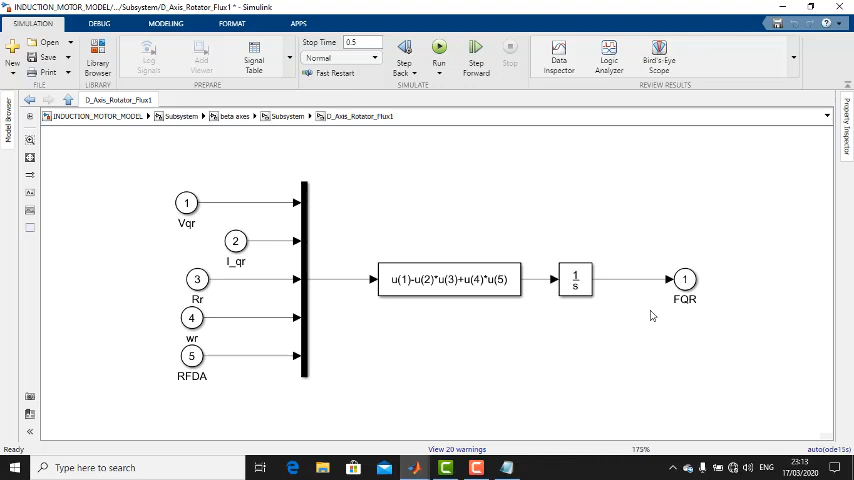 INDUCTION_MOTOR_MODEL/.../Subsystem/D_Axis_Rotator_Flux1 * - Simulink
SIMULATION DEBUG MODELING FORMAT APPS
New
Open
Save
Print
FILE
Library Browser
LIBRARY
Log Signals
Add Viewer
Signal Table
PREPARE
Stop Time 0.5
Normal
Fast Restart
Step Back
Run
Step Forward
Stop
SIMULATE
Data Inspector
Logic Analyzer
Bird's-Eye Scope
REVIEW RESULTS
D_Axis_Rotator_Flux1
INDUCTION_MOTOR_MODEL Subsystem beta axes Subsystem D_Axis_Rotator_Flux1
Model Browser
Property Inspector
1
Vqr
2
I_qr
3
Rr
4
wr
5
RFDA
u(1)-u(2)*u(3)+u(4)*u(5)
1
s
1
FQR
Ready View 20 warnings 175% auto(ode15s)
Type here to search
ENG
23:13
17/03/2020